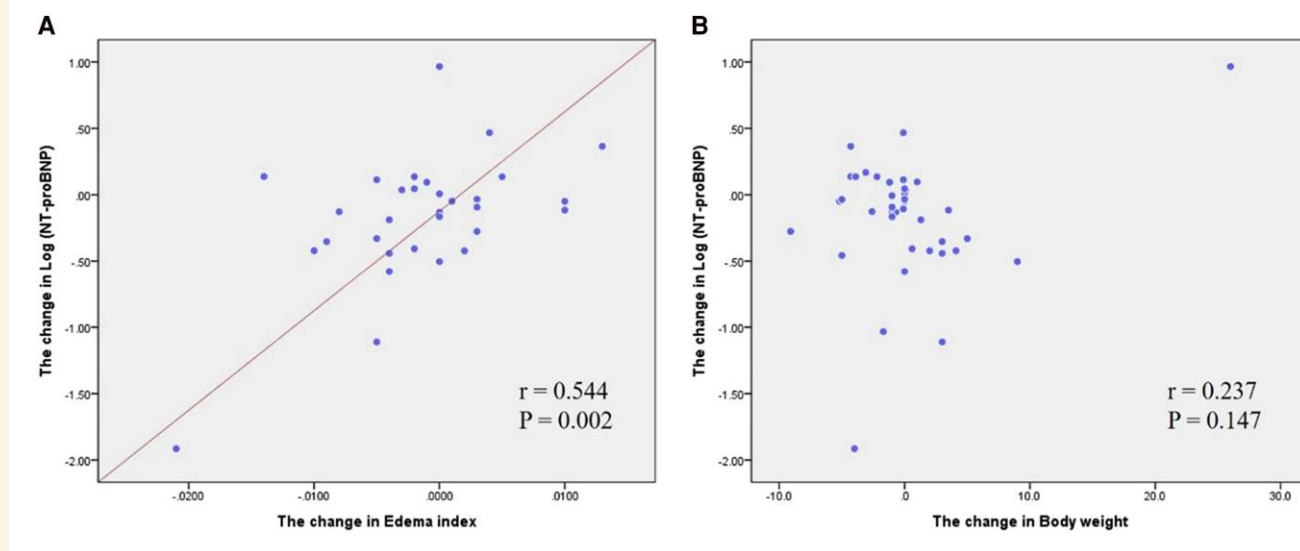 A
B
The change in Log (NT-proBNP)
1.00
.50
.00
-.50
-1.00
-1.50
-2.00
r = 0.544
P = 0.002
-.0200
-.0100
.0000
.0100
The change in Edema index
The change in Log (NT-proBNP)
1.00
.50
.00
-.50
-1.00
-1.50
-2.00
r = 0.237
P = 0.147
-10.0
.0
10.0
20.0
30.0
The change in Body weight